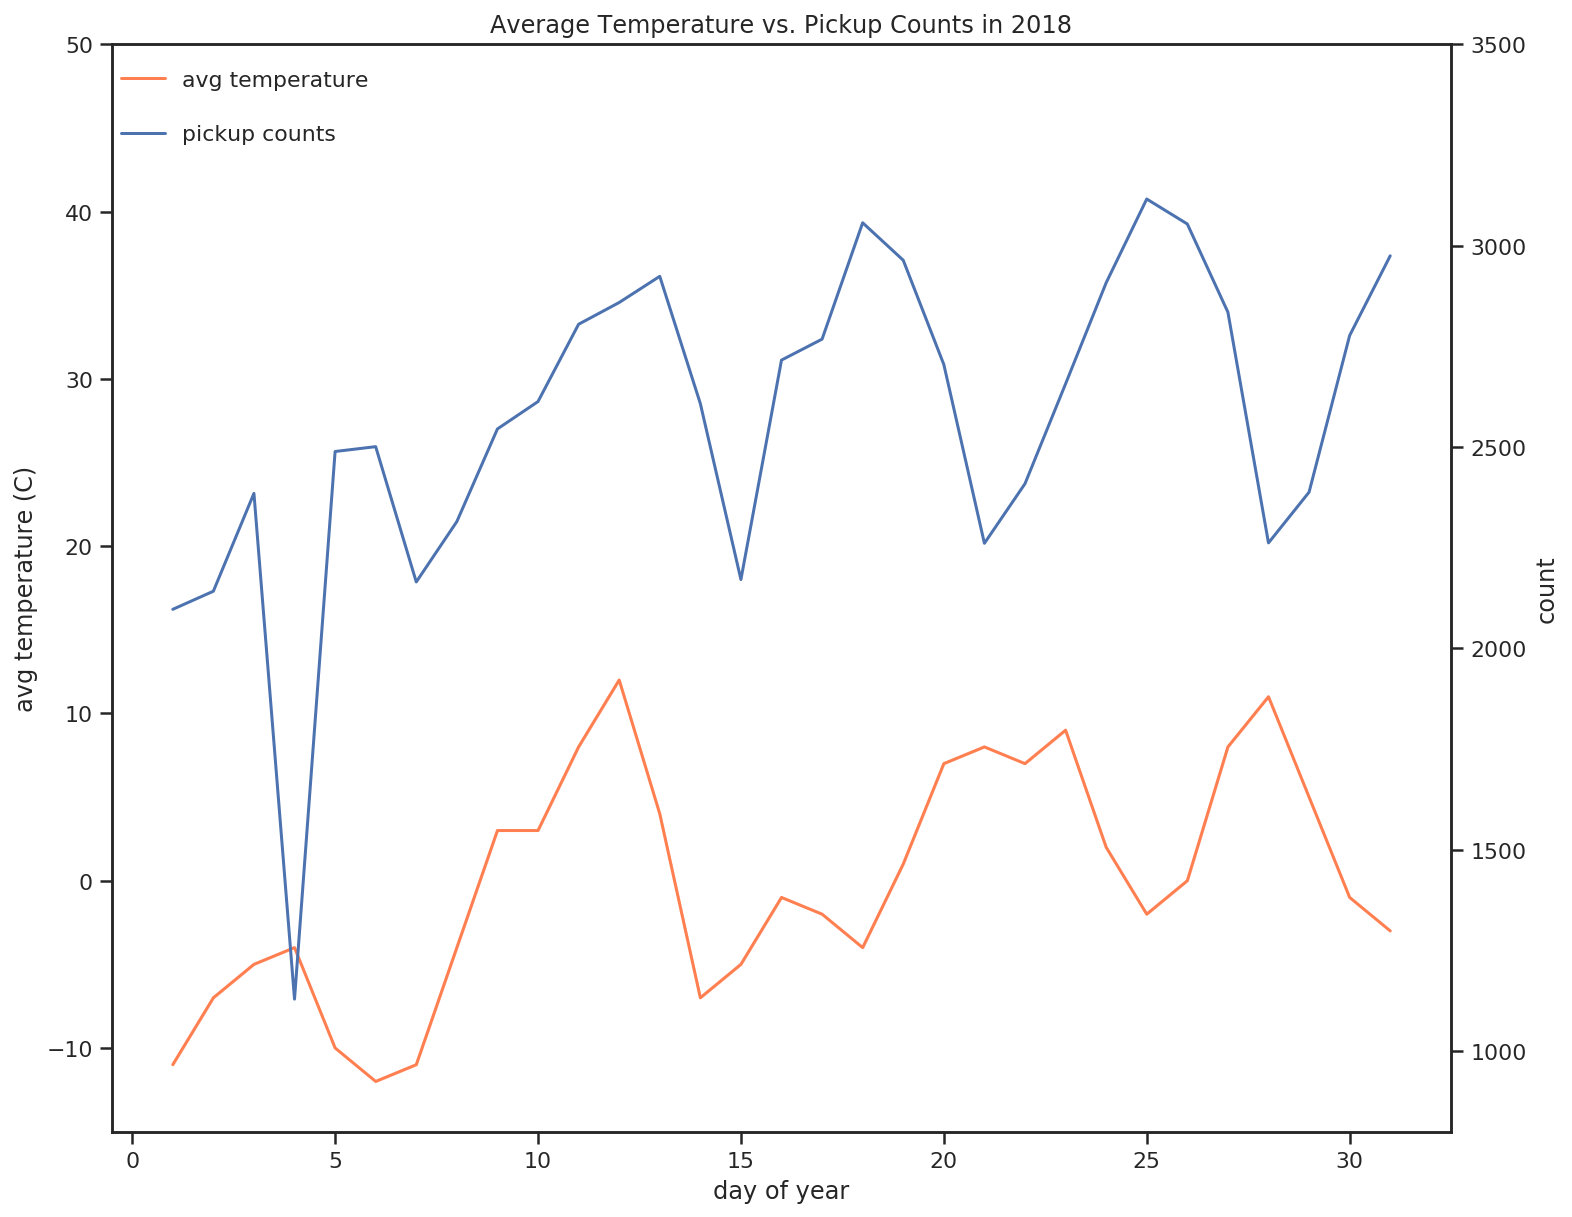 Average Temperature vs. Pickup Counts in 2018
avg temperature
pickup counts
50
40
30
20
10
0
−10
avg temperature (C)
3500
3000
2500
2000
1500
1000
count
0 5 10 15 20 25 30
day of year